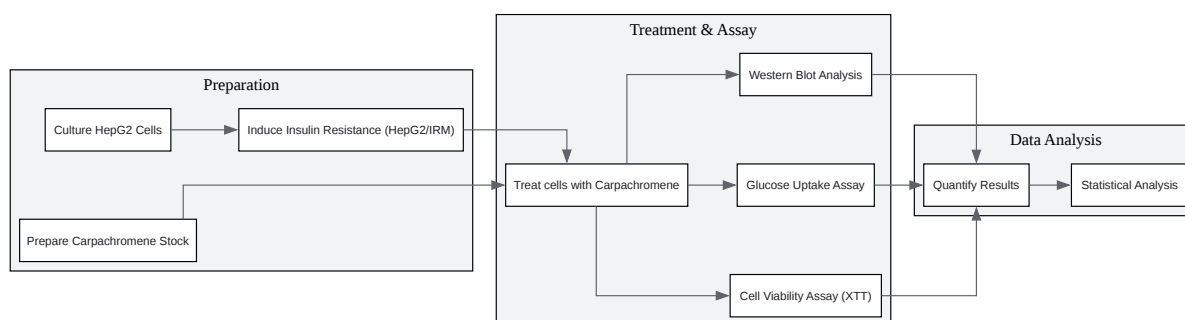 Preparation
Culture HepG2 Cells
Induce Insulin Resistance (HepG2/IRM)
Prepare Carpachromene Stock
Treatment & Assay
Western Blot Analysis
Treat cells with Carpachromene
Glucose Uptake Assay
Cell Viability Assay (XTT)
Data Analysis
Quantify Results
Statistical Analysis